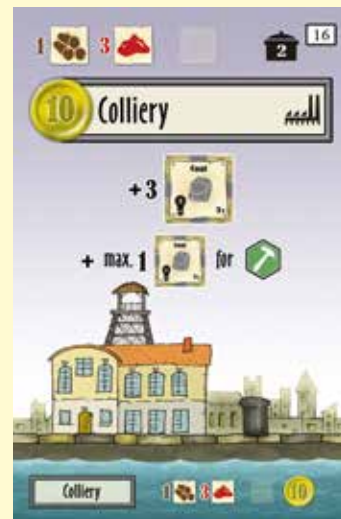 1 3 2 16
10 Colliery
+3 Coal
+ max. 1 Coal for
Colliery 1 3 10